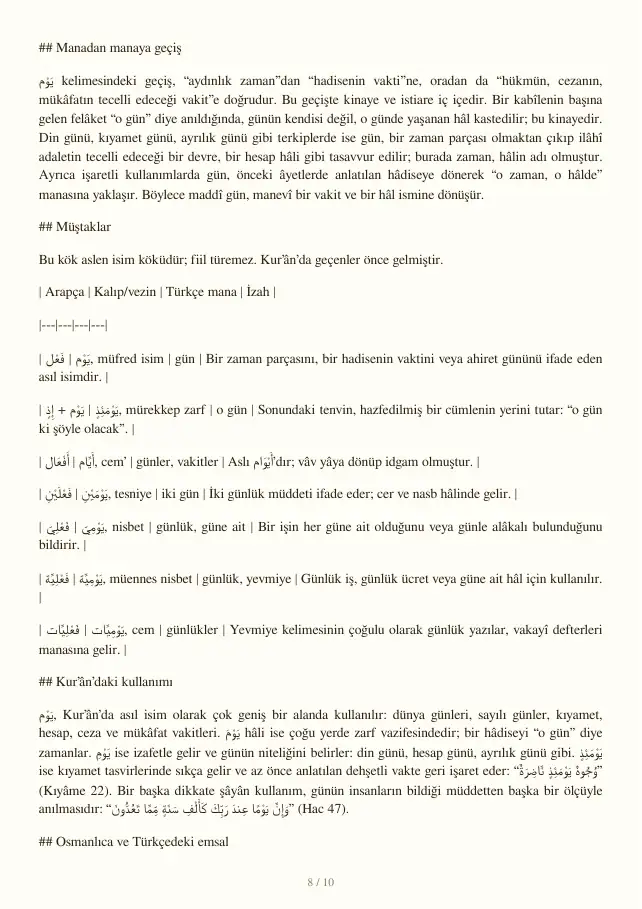 ## Manadan manaya geçiş
يَوْم kelimesindeki geçiş, “aydınlık zaman”dan “hadisenin vakti”ne, oradan da “hükmün, cezanın,
mükâfatın tecelli edeceği vakit”e doğrudur. Bu geçişte kinaye ve istiare iç içedir. Bir kabîlenin başına
gelen felâket “o gün” diye anıldığında, günün kendisi değil, o günde yaşanan hâl kastedilir; bu kinayedir.
Din günü, kıyamet günü, ayrılık günü gibi terkiplerde ise gün, bir zaman parçası olmaktan çıkıp ilâhî
adaletin tecelli edeceği bir devre, bir hesap hâli gibi tasavvur edilir; burada zaman, hâlin adı olmuştur.
Ayrıca işaretli kullanımlarda gün, önceki âyetlerde anlatılan hâdiseye dönerek “o zaman, o hâlde”
manasına yaklaşır. Böylece maddî gün, manevî bir vakit ve bir hâl ismine dönüşür.
## Müştaklar
Bu kök aslen isim köküdür; fiil türemez. Kur’ân’da geçenler önce gelmiştir.
| Arapça | Kalıp/vezin | Türkçe mana | İzah |
|---|---|---|---|
| يَوْم | فَعْل, müfred isim | gün | Bir zaman parçasını, bir hadisenin vaktini veya ahiret gününü ifade eden
asıl isimdir. |
| يَوْمَئِذٍ | يَوْم + إِذٍ, mürekkep zarf | o gün | Sonundaki tenvin, hazfedilmiş bir cümlenin yerini tutar: “o gün
ki şöyle olacak”. |
| أَيَّام | أَفْعَال, cem’ | günler, vakitler | Aslı أَيْوَام’dır; vâv yâya dönüp idgam olmuştur. |
| يَوْمَيْنِ | فَعْلَيْنِ, tesniye | iki gün | İki günlük müddeti ifade eder; cer ve nasb hâlinde gelir. |
| يَوْمِيّ | فَعْلِيّ, nisbet | günlük, güne ait | Bir işin her güne ait olduğunu veya günle alâkalı bulunduğunu
bildirir. |
| يَوْمِيَّة | فَعْلِيَّة, müennes nisbet | günlük, yevmiye | Günlük iş, günlük ücret veya güne ait hâl için kullanılır.
|
| يَوْمِيَّات | فَعْلِيَّات, cem | günlükler | Yevmiye kelimesinin çoğulu olarak günlük yazılar, vakayî defterleri
manasına gelir. |
## Kur’ân’daki kullanımı
يَوْم, Kur’ân’da asıl isim olarak çok geniş bir alanda kullanılır: dünya günleri, sayılı günler, kıyamet,
hesap, ceza ve mükâfat vakitleri. يَوْمَ hâli ise çoğu yerde zarf vazifesindedir; bir hâdiseyi “o gün” diye
zamanlar. يَوْمِ ise izafetle gelir ve günün niteliğini belirler: din günü, hesap günü, ayrılık günü gibi. يَوْمَئِذٍ
ise kıyamet tasvirlerinde sıkça gelir ve az önce anlatılan dehşetli vakte geri işaret eder: “وُجُوهٌ يَوْمَئِذٍ نَّاضِرَةٌ”
(Kıyâme 22). Bir başka dikkate şâyân kullanım, günün insanların bildiği müddetten başka bir ölçüyle
anılmasıdır: “وَإِنَّ يَوْمًا عِندَ رَبِّكَ كَأَلْفِ سَنَةٍ مِّمَّا تَعُدُّونَ” (Hac 47).
## Osmanlıca ve Türkçedeki emsal
8 / 10